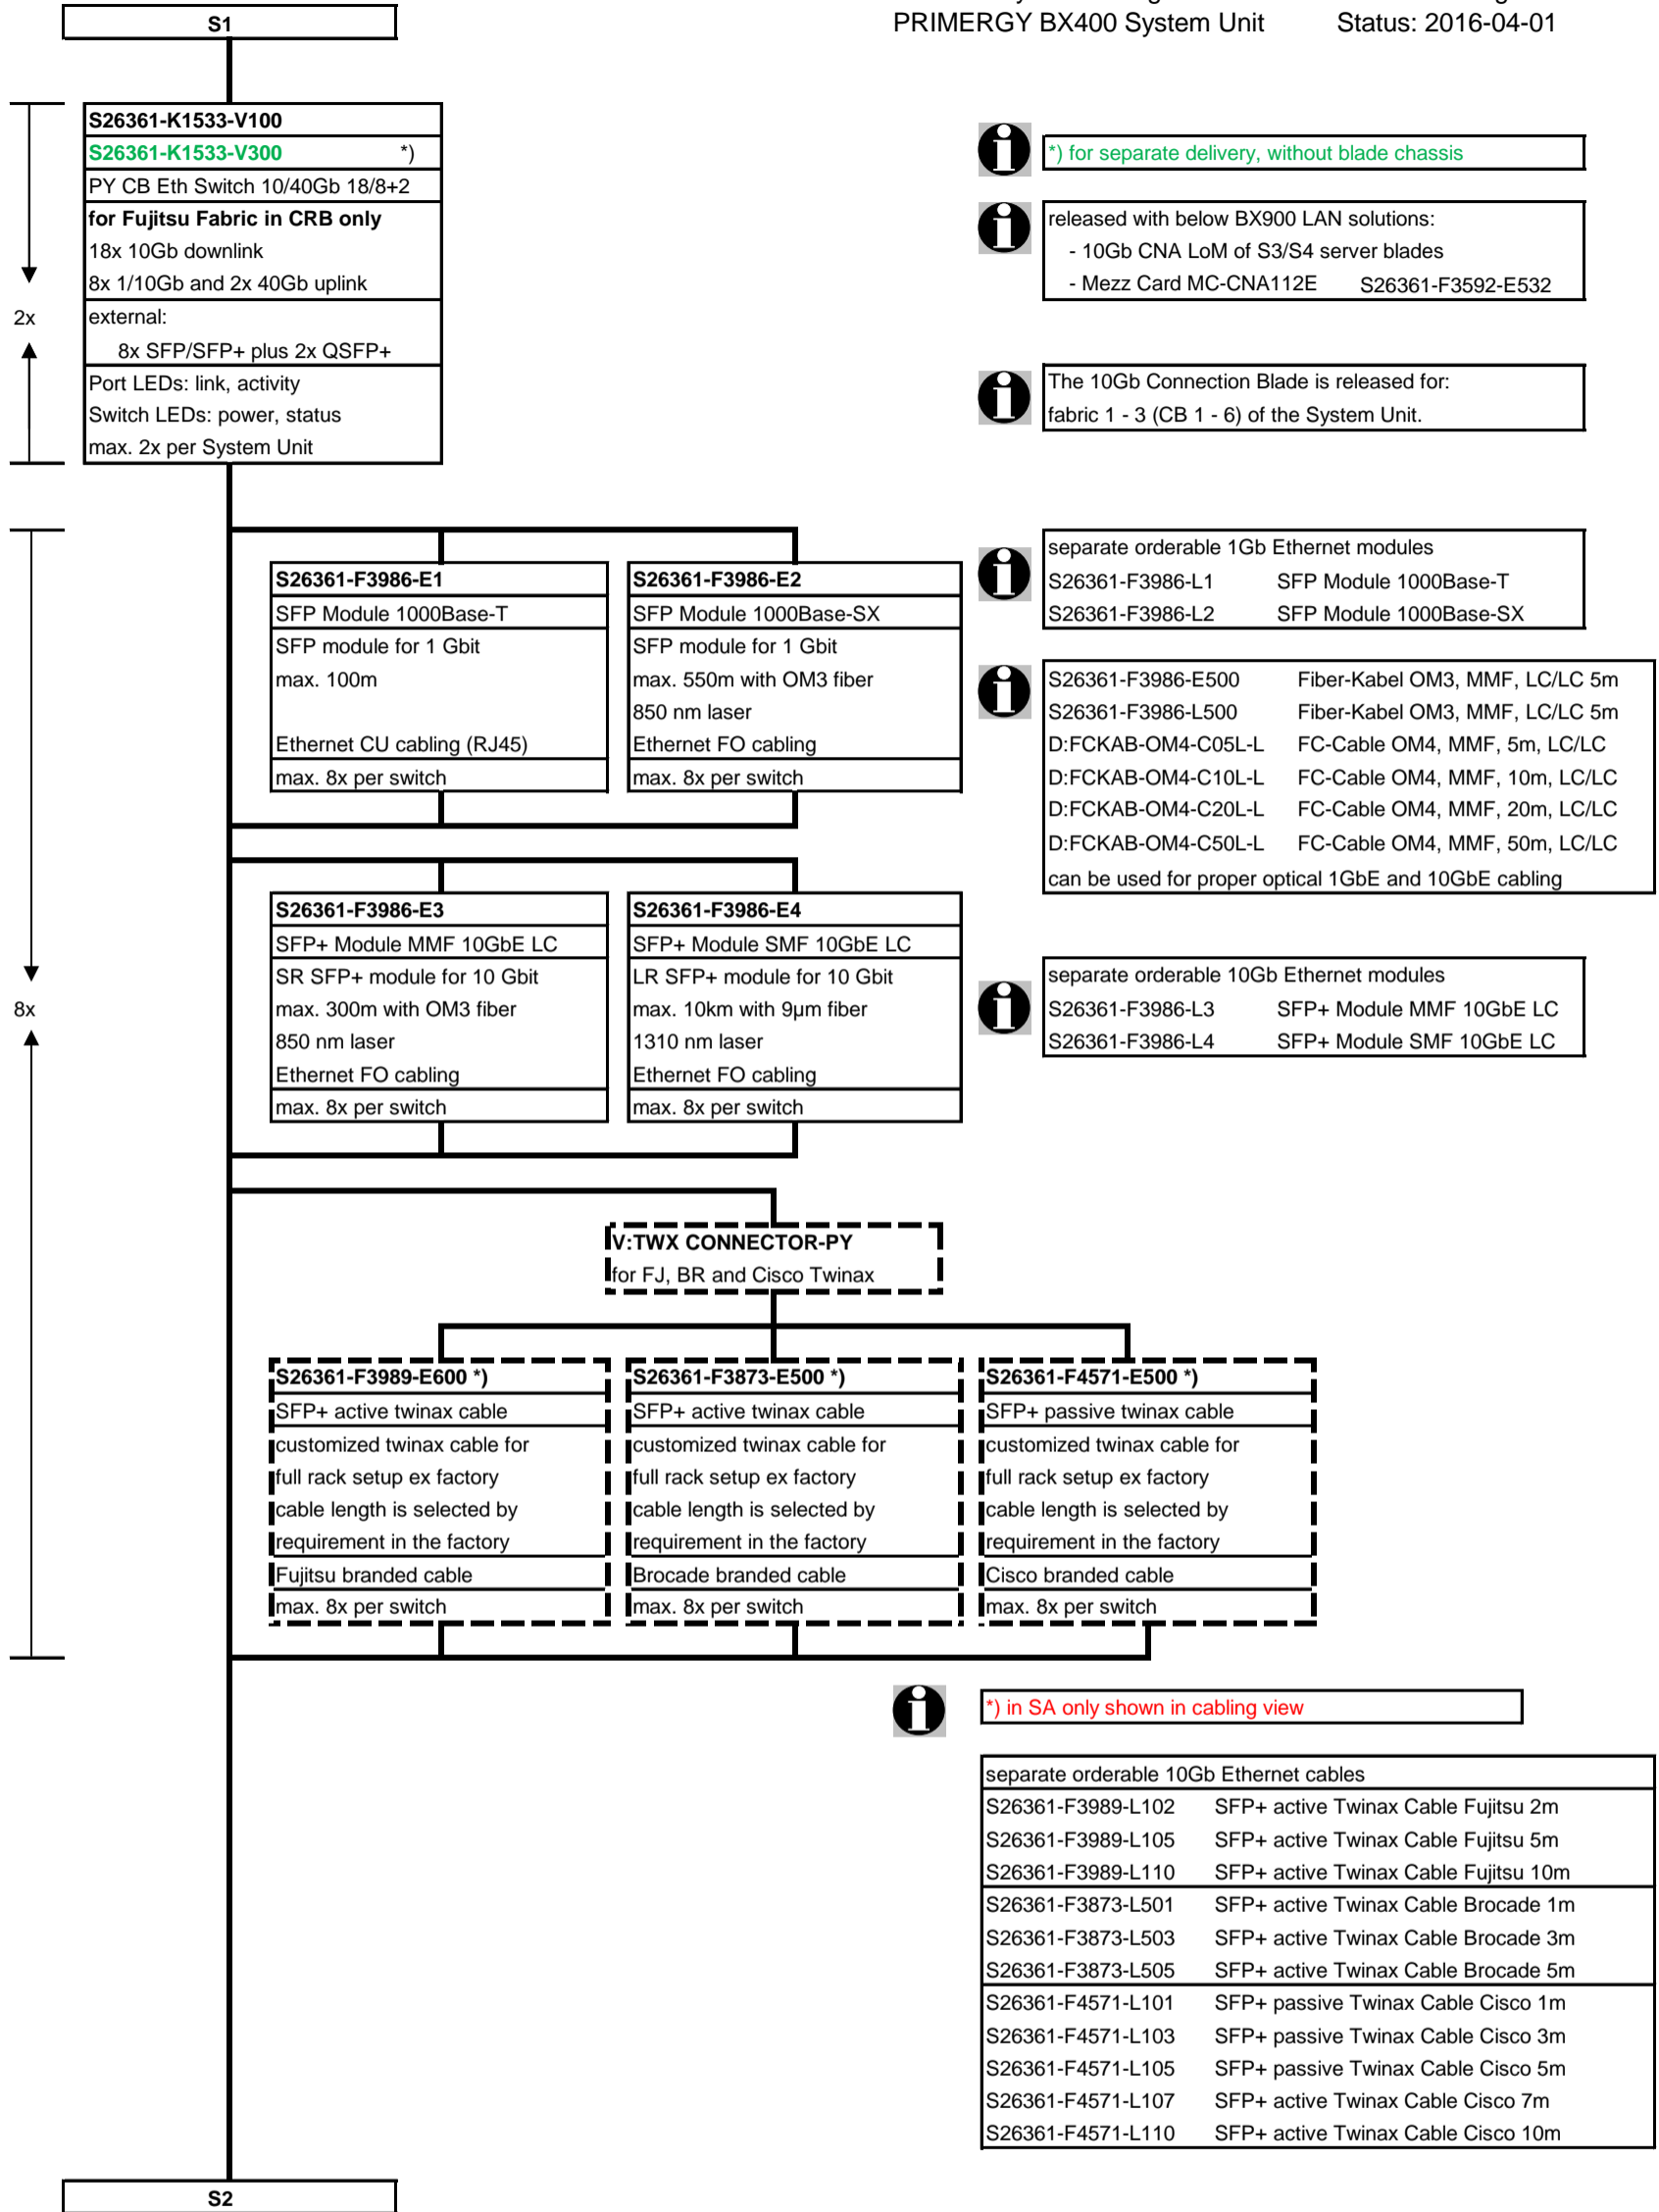 PRIMERGY BX400 System Unit Status: 2016-04-01
S1
S26361-K1533-V100
S26361-K1533-V300 *)
PY CB Eth Switch 10/40Gb 18/8+2
for Fujitsu Fabric in CRB only
18x 10Gb downlink
8x 1/10Gb and 2x 40Gb uplink
external:
8x SFP/SFP+ plus 2x QSFP+
Port LEDs: link, activity
Switch LEDs: power, status
max. 2x per System Unit
2x
*) for separate delivery, without blade chassis
released with below BX900 LAN solutions:
- 10Gb CNA LoM of S3/S4 server blades
- Mezz Card MC-CNA112E S26361-F3592-E532
The 10Gb Connection Blade is released for:
fabric 1 - 3 (CB 1 - 6) of the System Unit.
S26361-F3986-E1
SFP Module 1000Base-T
SFP module for 1 Gbit
max. 100m
Ethernet CU cabling (RJ45)
max. 8x per switch
S26361-F3986-E2
SFP Module 1000Base-SX
SFP module for 1 Gbit
max. 550m with OM3 fiber
850 nm laser
Ethernet FO cabling
max. 8x per switch
separate orderable 1Gb Ethernet modules
S26361-F3986-L1 SFP Module 1000Base-T
S26361-F3986-L2 SFP Module 1000Base-SX
S26361-F3986-E500 Fiber-Kabel OM3, MMF, LC/LC 5m
S26361-F3986-L500 Fiber-Kabel OM3, MMF, LC/LC 5m
D:FCKAB-OM4-C05L-L FC-Cable OM4, MMF, 5m, LC/LC
D:FCKAB-OM4-C10L-L FC-Cable OM4, MMF, 10m, LC/LC
D:FCKAB-OM4-C20L-L FC-Cable OM4, MMF, 20m, LC/LC
D:FCKAB-OM4-C50L-L FC-Cable OM4, MMF, 50m, LC/LC
can be used for proper optical 1GbE and 10GbE cabling
8x
S26361-F3986-E3
SFP+ Module MMF 10GbE LC
SR SFP+ module for 10 Gbit
max. 300m with OM3 fiber
850 nm laser
Ethernet FO cabling
max. 8x per switch
S26361-F3986-E4
SFP+ Module SMF 10GbE LC
LR SFP+ module for 10 Gbit
max. 10km with 9µm fiber
1310 nm laser
Ethernet FO cabling
max. 8x per switch
separate orderable 10Gb Ethernet modules
S26361-F3986-L3 SFP+ Module MMF 10GbE LC
S26361-F3986-L4 SFP+ Module SMF 10GbE LC
V:TWX CONNECTOR-PY
for FJ, BR and Cisco Twinax
S26361-F3989-E600 *)
SFP+ active twinax cable
customized twinax cable for
full rack setup ex factory
cable length is selected by
requirement in the factory
Fujitsu branded cable
max. 8x per switch
S26361-F3873-E500 *)
SFP+ active twinax cable
customized twinax cable for
full rack setup ex factory
cable length is selected by
requirement in the factory
Brocade branded cable
max. 8x per switch
S26361-F4571-E500 *)
SFP+ passive twinax cable
customized twinax cable for
full rack setup ex factory
cable length is selected by
requirement in the factory
Cisco branded cable
max. 8x per switch
*) in SA only shown in cabling view
separate orderable 10Gb Ethernet cables
S26361-F3989-L102 SFP+ active Twinax Cable Fujitsu 2m
S26361-F3989-L105 SFP+ active Twinax Cable Fujitsu 5m
S26361-F3989-L110 SFP+ active Twinax Cable Fujitsu 10m
S26361-F3873-L501 SFP+ active Twinax Cable Brocade 1m
S26361-F3873-L503 SFP+ active Twinax Cable Brocade 3m
S26361-F3873-L505 SFP+ active Twinax Cable Brocade 5m
S26361-F4571-L101 SFP+ passive Twinax Cable Cisco 1m
S26361-F4571-L103 SFP+ passive Twinax Cable Cisco 3m
S26361-F4571-L105 SFP+ passive Twinax Cable Cisco 5m
S26361-F4571-L107 SFP+ active Twinax Cable Cisco 7m
S26361-F4571-L110 SFP+ active Twinax Cable Cisco 10m
S2